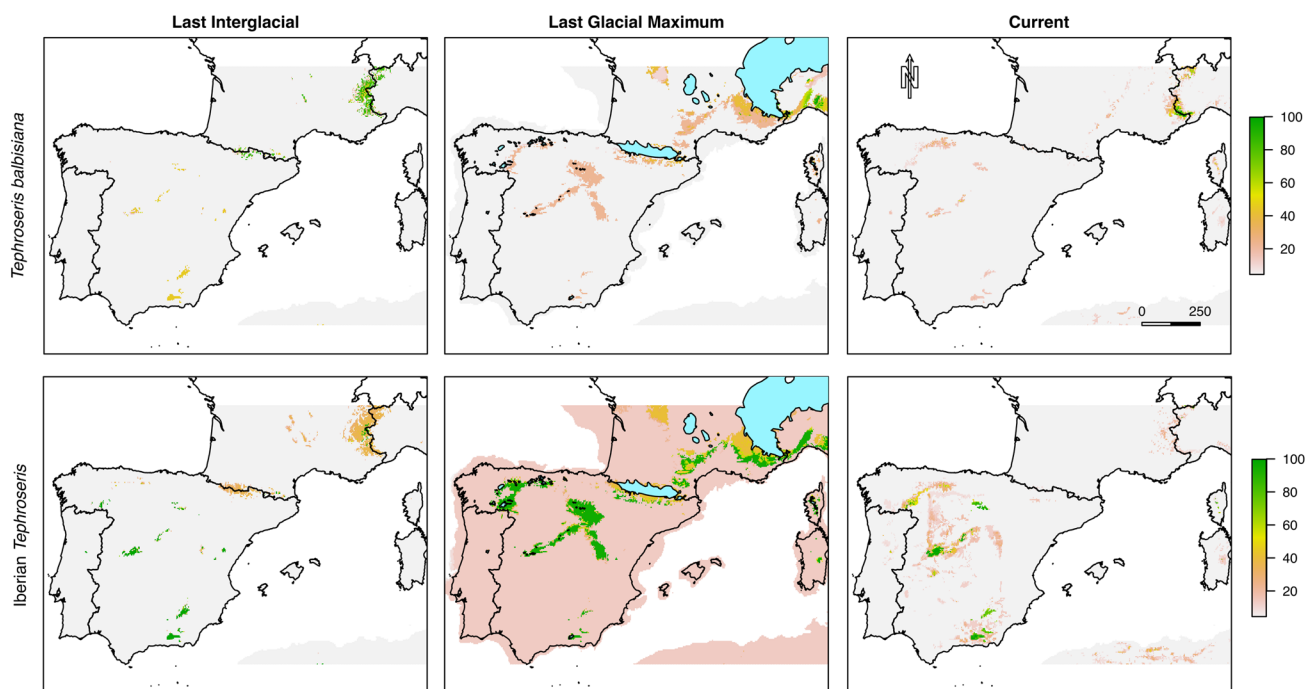 Last Interglacial
Last Glacial Maximum
Current
Tephroseris balbisiana
N
0 250
100
80
60
40
20
Iberian Tephroseris
100
80
60
40
20